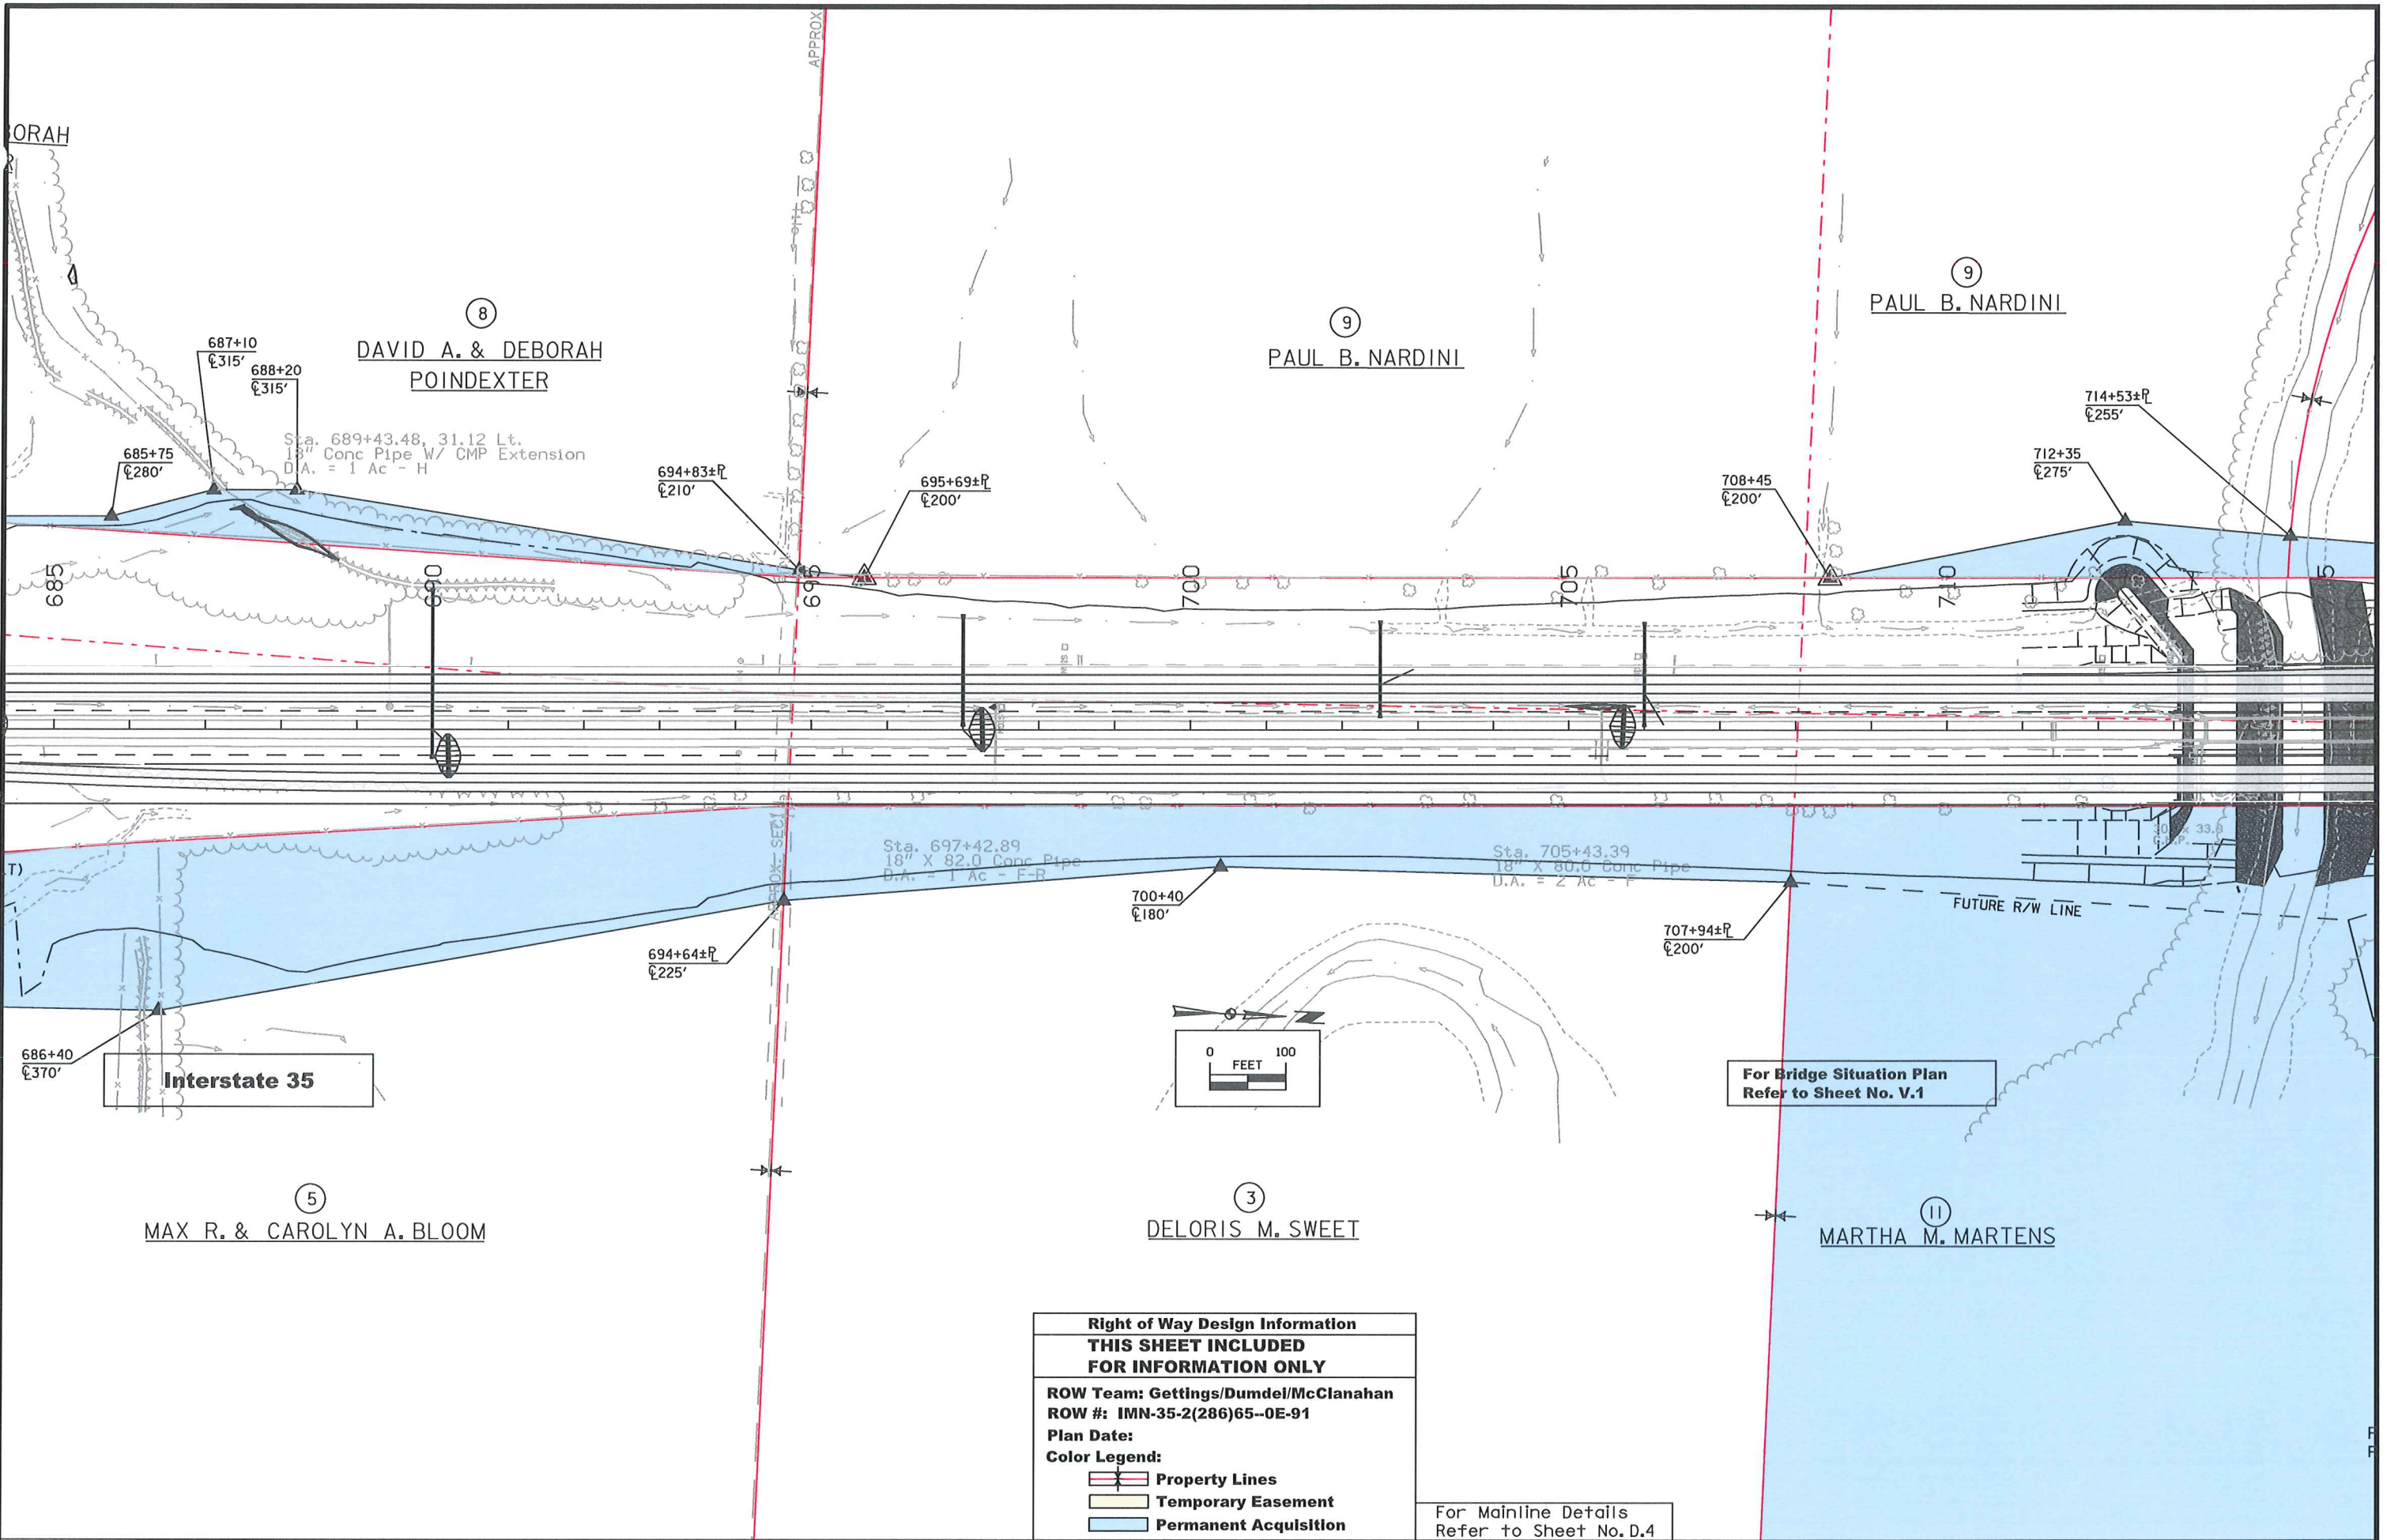 APPROX.
BORAH
8
DAVID A. & DEBORAH
POINDEXTER
9
PAUL B. NARDINI
9
PAUL B. NARDINI
687+10
℄315'
688+20
℄315'
685+75
℄280'
Sta. 689+43.48, 31.12 Lt.
18" Conc Pipe W/ CMP Extension
D.A. = 1 Ac - H
694+83±℄
℄210'
695+69±℄
℄200'
708+45
℄200'
712+35
℄275'
714+53±℄
℄255'
685
690
695
700
705
710
5
Sta. 697+42.89
18" X 82.0 Conc Pipe
D.A. = 1 Ac - F-R
Sta. 705+43.39
18" X 80.0 Conc Pipe
D.A. = 2 Ac - F
T)
APPROX. SEC
700+40
℄180'
694+64±℄
℄225'
707+94±℄
℄200'
FUTURE R/W LINE
686+40
℄370'
Interstate 35
0 100
FEET
For Bridge Situation Plan
Refer to Sheet No. V.1
5
MAX R. & CAROLYN A. BLOOM
3
DELORIS M. SWEET
11
MARTHA M. MARTENS
Right of Way Design Information
THIS SHEET INCLUDED
FOR INFORMATION ONLY
ROW Team: Gettings/Dumdel/McClanahan
ROW #: IMN-35-2(286)65--0E-91
Plan Date:
Color Legend:
Property Lines
Temporary Easement
Permanent Acquisition
For Mainline Details
Refer to Sheet No. D.4